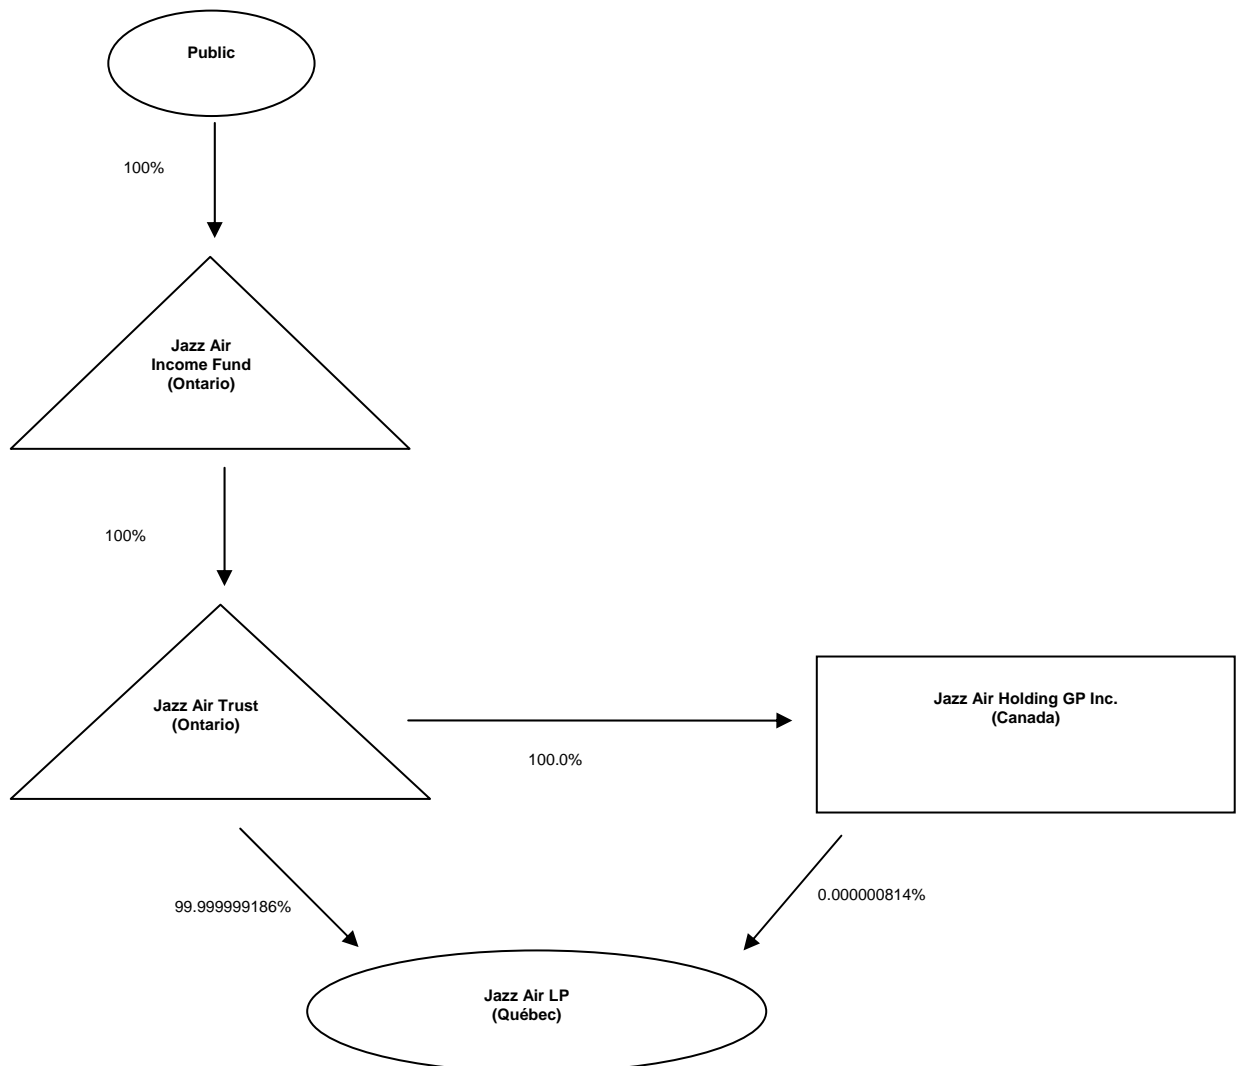 Public
100%
Jazz Air
Income Fund
(Ontario)
100%
Jazz Air Trust
(Ontario)
Jazz Air Holding GP Inc.
(Canada)
100.0%
99.999999186%
0.000000814%
Jazz Air LP
(Québec)